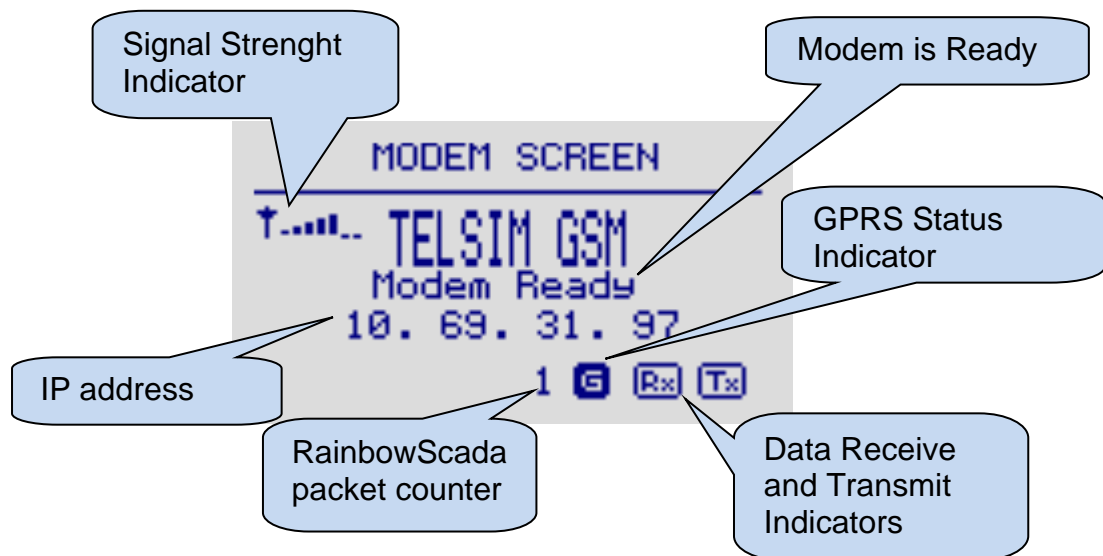 Signal Strenght
Indicator
Modem is Ready
MODEM SCREEN
TELSIM GSM
Modem Ready
10. 69. 31. 97
GPRS Status
Indicator
IP address
1 G Rx Tx
RainbowScada
packet counter
Data Receive
and Transmit
Indicators